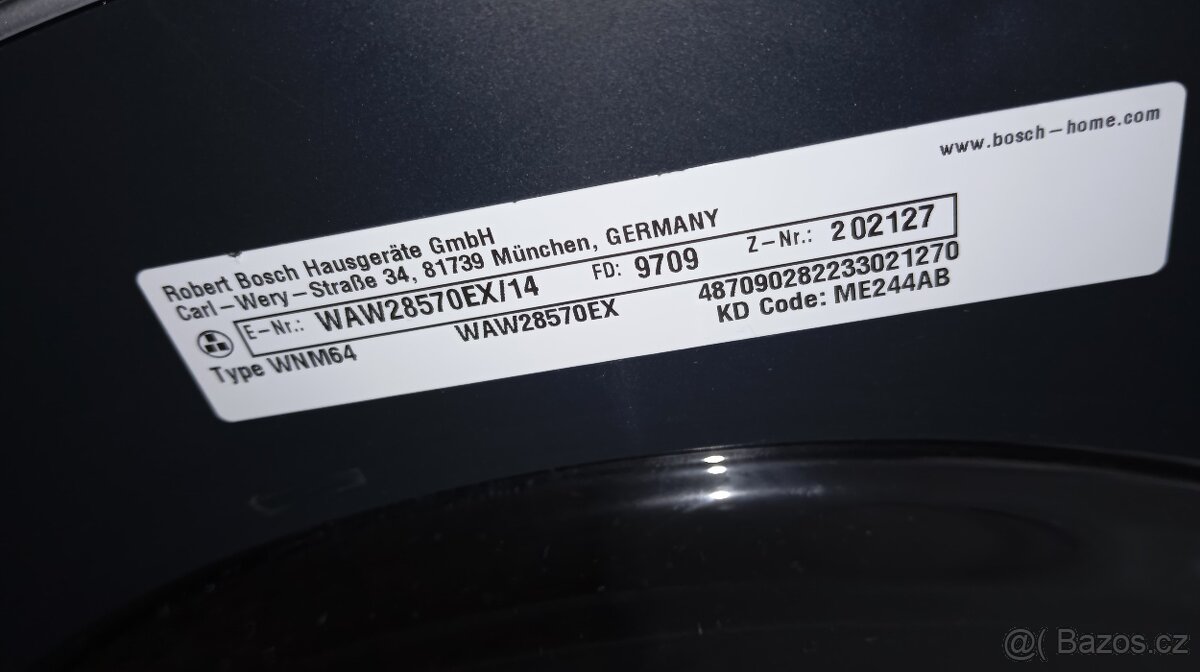 www.bosch-home.com
Robert Bosch Hausgeräte GmbH
Carl-Wery-Straße 34, 81739 München, GERMANY
E-Nr.: WAW28570EX/14 FD: 9709 Z-Nr.: 202127
Type WNM64 WAW28570EX 487090282233021270
KD Code: ME244AB
@( Bazos.cz